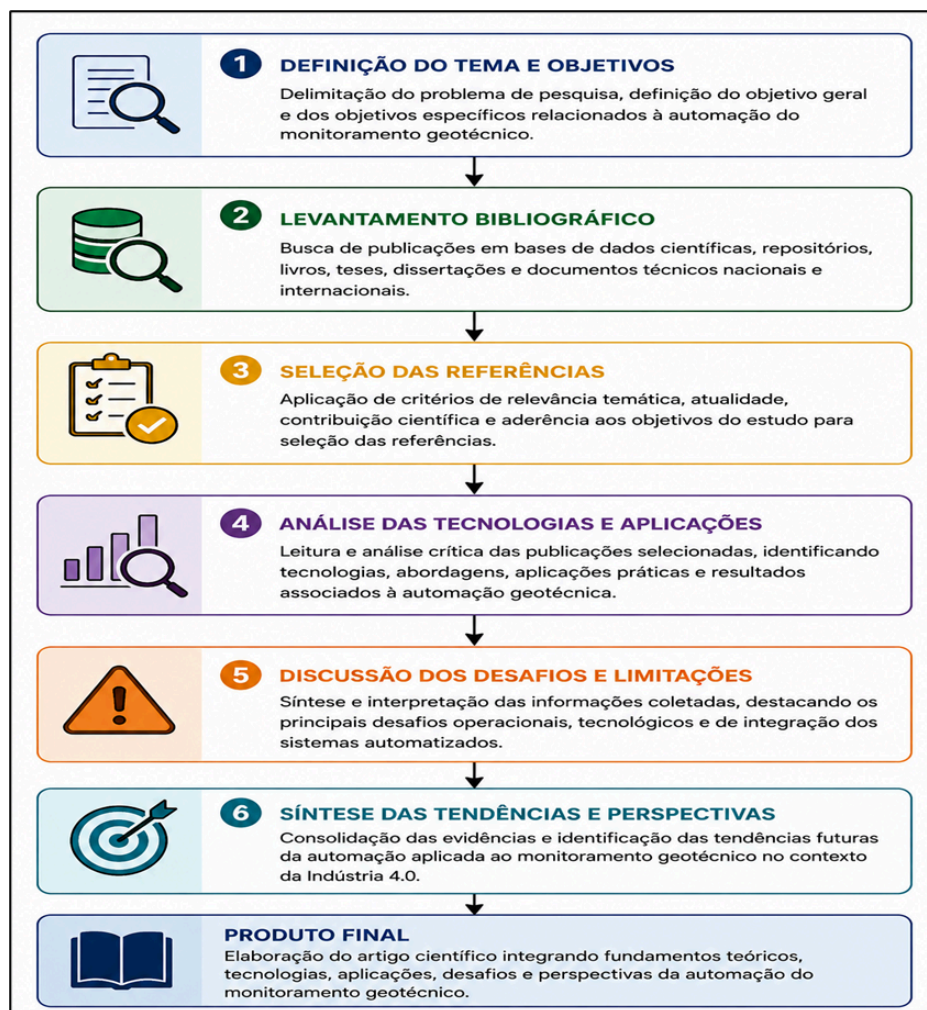 1 DEFINIÇÃO DO TEMA E OBJETIVOS
Delimitação do problema de pesquisa, definição do objetivo geral
e dos objetivos específicos relacionados à automação do
monitoramento geotécnico.
2 LEVANTAMENTO BIBLIOGRÁFICO
Busca de publicações em bases de dados científicas, repositórios,
livros, teses, dissertações e documentos técnicos nacionais e
internacionais.
3 SELEÇÃO DAS REFERÊNCIAS
Aplicação de critérios de relevância temática, atualidade,
contribuição científica e aderência aos objetivos do estudo para
seleção das referências.
4 ANÁLISE DAS TECNOLOGIAS E APLICAÇÕES
Leitura e análise crítica das publicações selecionadas, identificando
tecnologias, abordagens, aplicações práticas e resultados
associados à automação geotécnica.
5 DISCUSSÃO DOS DESAFIOS E LIMITAÇÕES
Síntese e interpretação das informações coletadas, destacando os
principais desafios operacionais, tecnológicos e de integração dos
sistemas automatizados.
6 SÍNTESE DAS TENDÊNCIAS E PERSPECTIVAS
Consolidação das evidências e identificação das tendências futuras
da automação aplicada ao monitoramento geotécnico no contexto
da Indústria 4.0.
PRODUTO FINAL
Elaboração do artigo científico integrando fundamentos teóricos,
tecnologias, aplicações, desafios e perspectivas da automação do
monitoramento geotécnico.